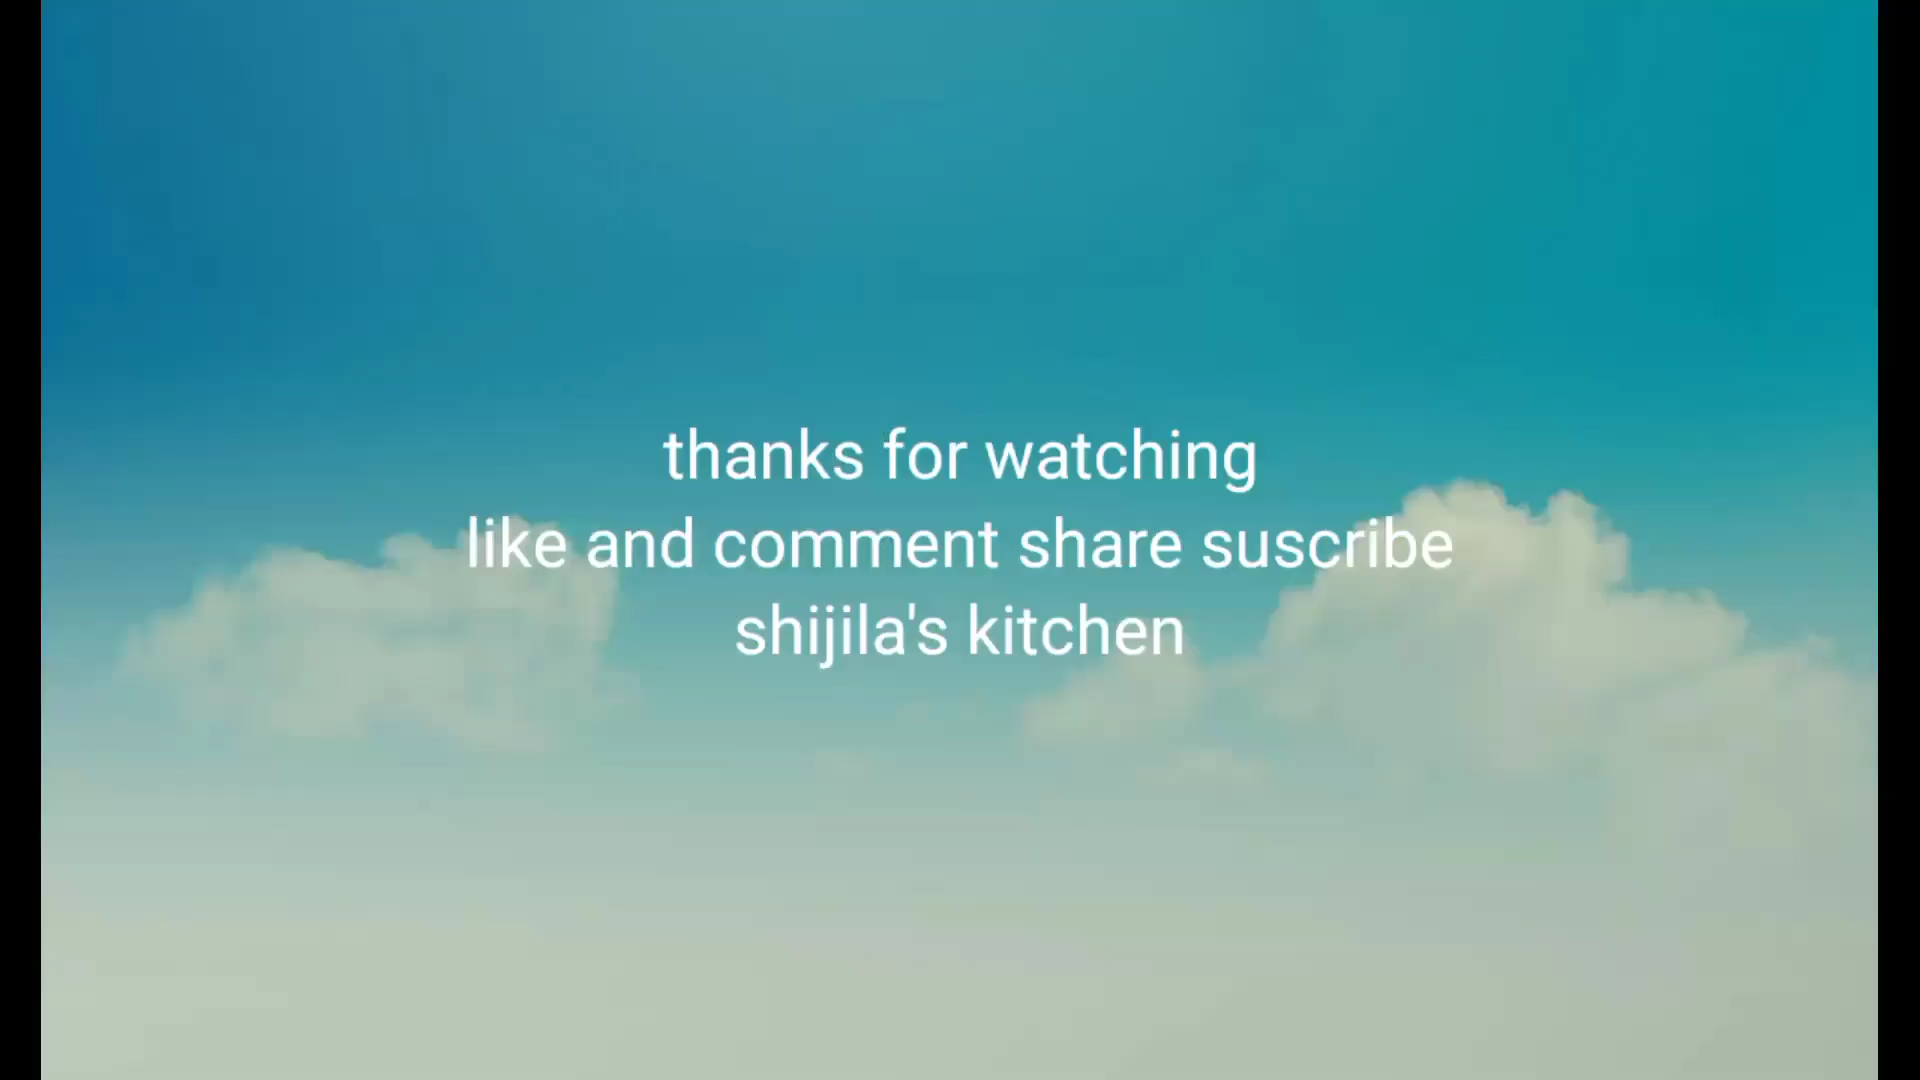 thanks for watching
like and comment share suscribe
shijila's kitchen